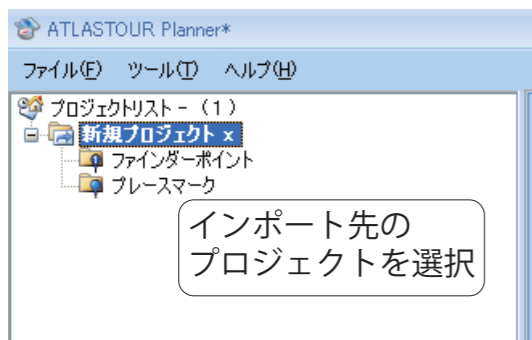 ATLASTOUR Planner*
ファイル(F) ツール(T) ヘルプ(H)
プロジェクトリスト - (1)
新規プロジェクト x
ファインダーポイント
プレースマーク
インポート先の
プロジェクトを選択